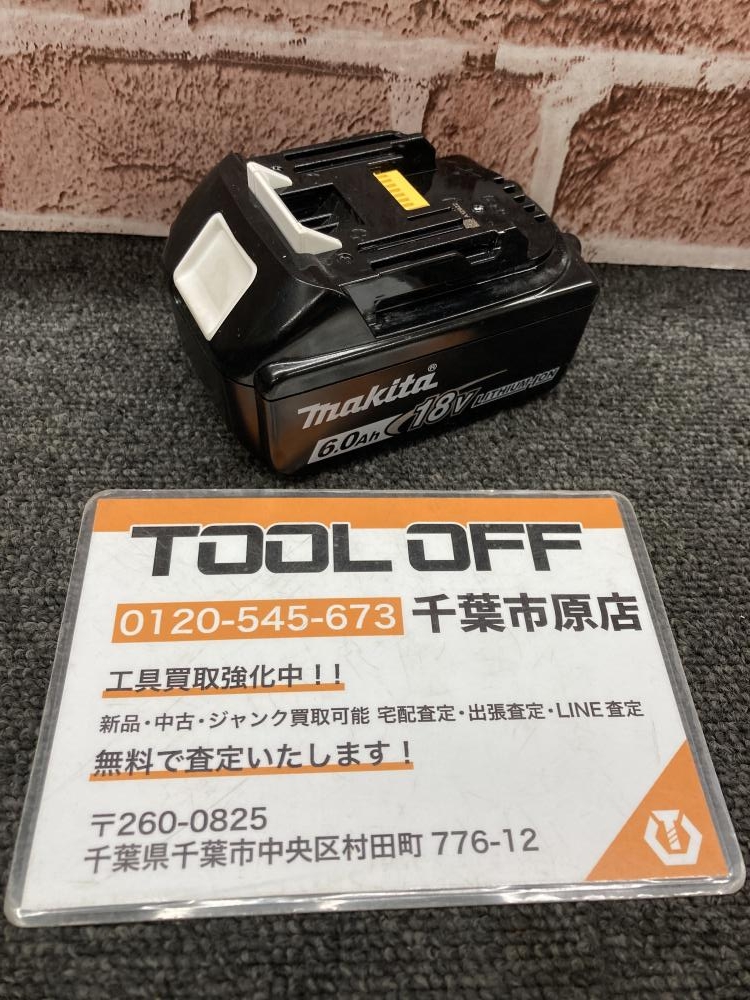 makita®
6.0Ah 18V LITHIUM-ION
TOOL OFF
0120-545-673 千葉市原店
工具買取強化中!!
新品・中古・ジャンク買取可能 宅配査定・出張査定・LINE査定
無料で査定いたします!
〒260-0825
千葉県千葉市中央区村田町 776-12